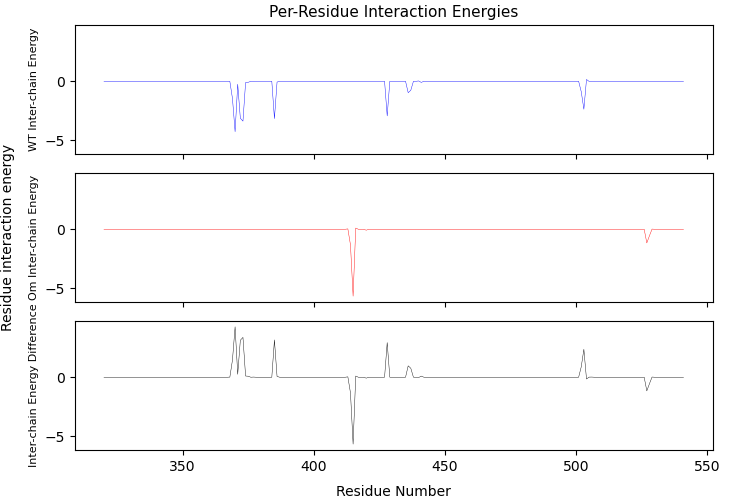 Per-Residue Interaction Energies
Residue interaction energy
WT Inter-chain Energy
0
−5
Om Inter-chain Energy
0
−5
Inter-chain Energy Difference
0
−5
350
400
450
500
550
Residue Number